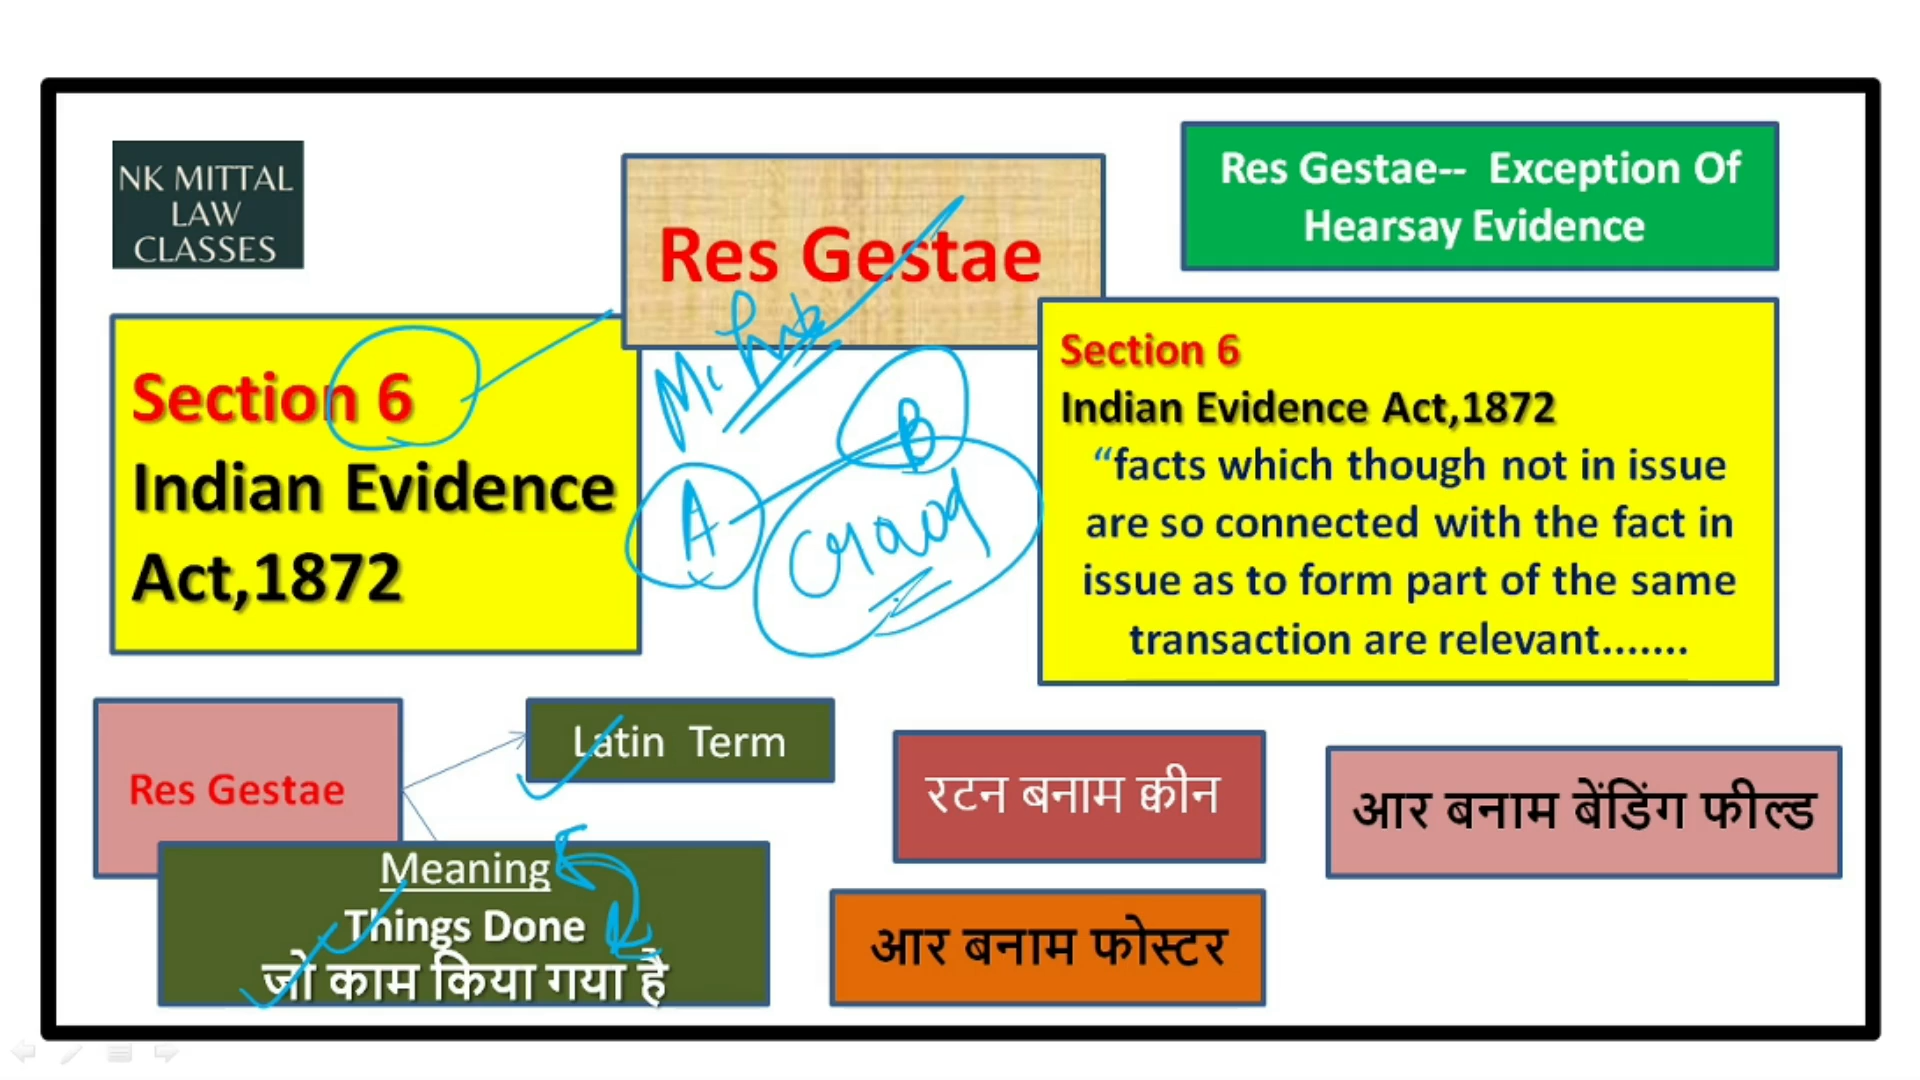 NK MITTAL
LAW
CLASSES
Res Gestae
Res Gestae-- Exception Of
Hearsay Evidence
Section 6
Indian Evidence
Act,1872
A
B
Crowd
Section 6
Indian Evidence Act,1872
“facts which though not in issue
are so connected with the fact in
issue as to form part of the same
transaction are relevant.......
Res Gestae
Latin Term
Meaning
Things Done
जो काम किया गया है
रटन बनाम क्वीन
आर बनाम फोस्टर
आर बनाम बेंडिंग फील्ड